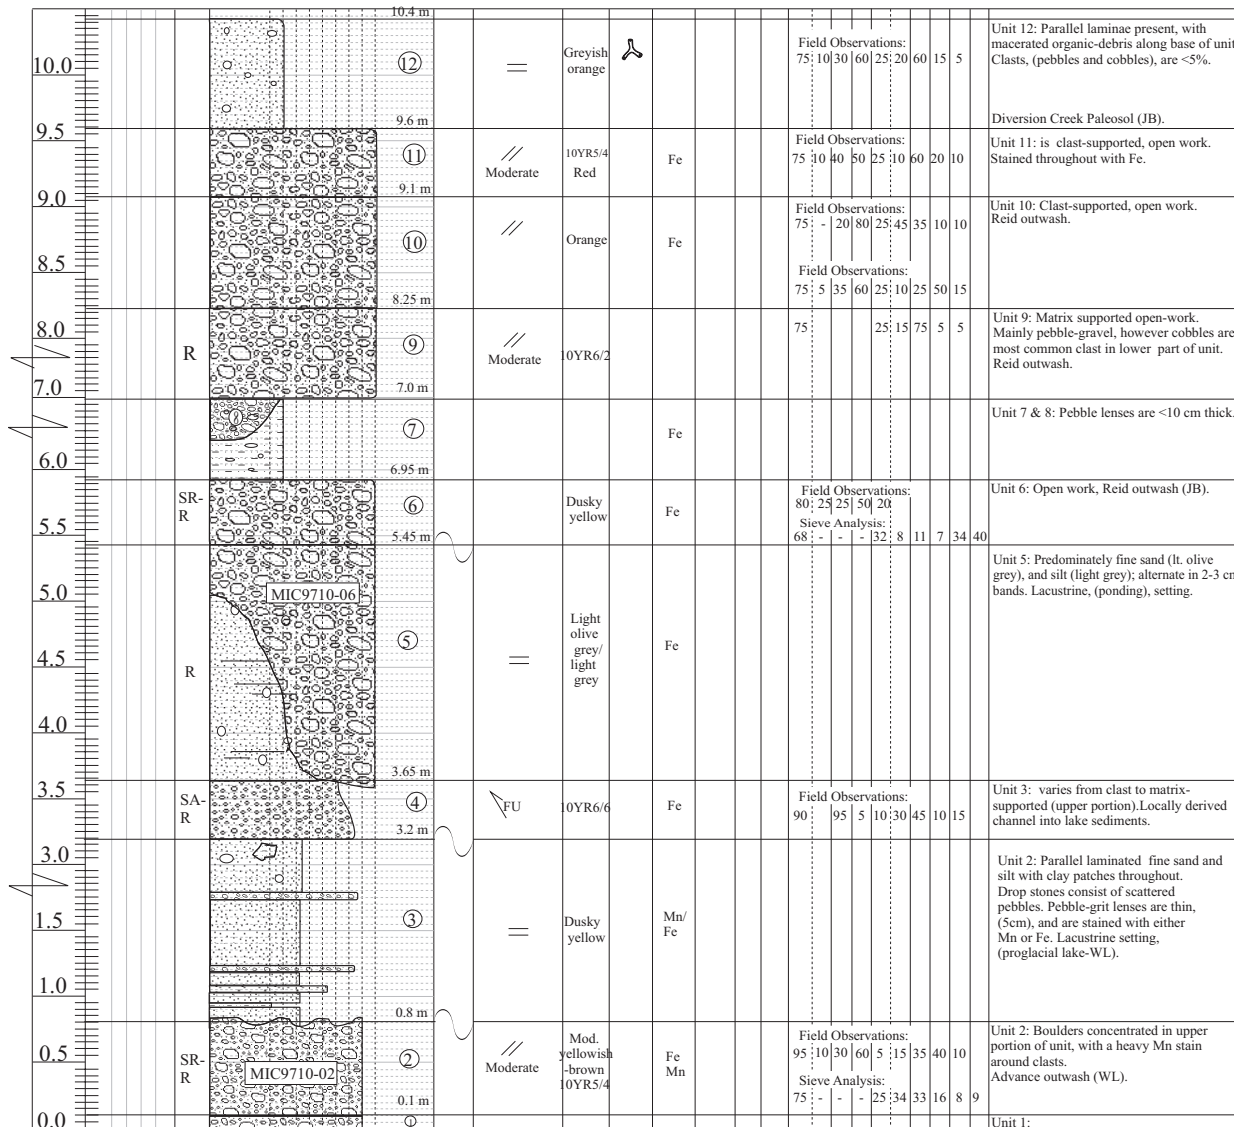 10.4 m
10.0
12
Greyish
orange
Field Observations:
75 10 30 60 25 20 60 15 5
Unit 12: Parallel laminae present, with
macerated organic-debris along base of unit
Clasts, (pebbles and cobbles), are <5%.
Diversion Creek Paleosol (JB).
9.6 m
9.5
11
Moderate
10YR5/4
Red
Fe
Field Observations:
75 10 40 50 25 10 60 20 10
Unit 11: is clast-supported, open work.
Stained throughout with Fe.
9.1 m
9.0
10
Orange
Fe
Field Observations:
75 - 20 80 25 45 35 10 10
Field Observations:
75 5 35 60 25 10 25 50 15
Unit 10: Clast-supported, open work.
Reid outwash.
8.5
8.25 m
8.0
R
9
Moderate
10YR6/2
75 25 15 75 5 5
Unit 9: Matrix supported open-work.
Mainly pebble-gravel, however cobbles are
most common clast in lower part of unit.
Reid outwash.
7.0 m
7.0
8
7
Fe
Unit 7 & 8: Pebble lenses are <10 cm thick.
6.0
6.95 m
SR-
R
6
Dusky
yellow
Fe
Field Observations:
80 25 25 50 20
Sieve Analysis:
68 - - - 32 8 11 7 34 40
Unit 6: Open work, Reid outwash (JB).
5.5
5.45 m
MIC9710-06
5.0
R
5
Light
olive
grey/
light
grey
Fe
Unit 5: Predominately fine sand (lt. olive
grey), and silt (light grey); alternate in 2-3 cm
bands. Lacustrine, (ponding), setting.
4.5
4.0
3.65 m
3.5
SA-
R
4
FU
10YR6/6
Fe
Field Observations:
90 95 5 10 30 45 10 15
Unit 3: varies from clast to matrix-
supported (upper portion).Locally derived
channel into lake sediments.
3.2 m
3.0
3
Dusky
yellow
Mn/
Fe
Unit 2: Parallel laminated fine sand and
silt with clay patches throughout.
Drop stones consist of scattered
pebbles. Pebble-grit lenses are thin,
(5cm), and are stained with either
Mn or Fe. Lacustrine setting,
(proglacial lake-WL).
1.5
1.0
0.8 m
0.5
SR-
R
MIC9710-02
2
Moderate
Mod.
yellowish
-brown
10YR5/4
Fe
Mn
Field Observations:
95 10 30 60 5 15 35 40 10
Sieve Analysis:
75 - - - 25 34 33 16 8 9
Unit 2: Boulders concentrated in upper
portion of unit, with a heavy Mn stain
around clasts.
Advance outwash (WL).
0.1 m
0.0
1
Unit 1: